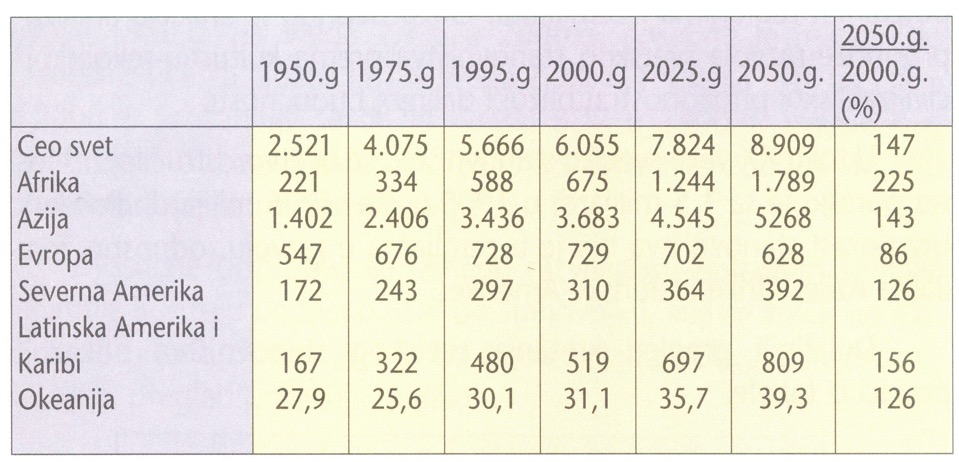 2050.g.
1950.g 1975.g 1995.g 2000.g 2025.g 2050.g. 2000.g.
(%)
Ceo svet 2.521 4.075 5.666 6.055 7.824 8.909 147
Afrika 221 334 588 675 1.244 1.789 225
Azija 1.402 2.406 3.436 3.683 4.545 5268 143
Evropa 547 676 728 729 702 628 86
Severna Amerika 172 243 297 310 364 392 126
Latinska Amerika i
Karibi 167 322 480 519 697 809 156
Okeanija 27,9 25,6 30,1 31,1 35,7 39,3 126